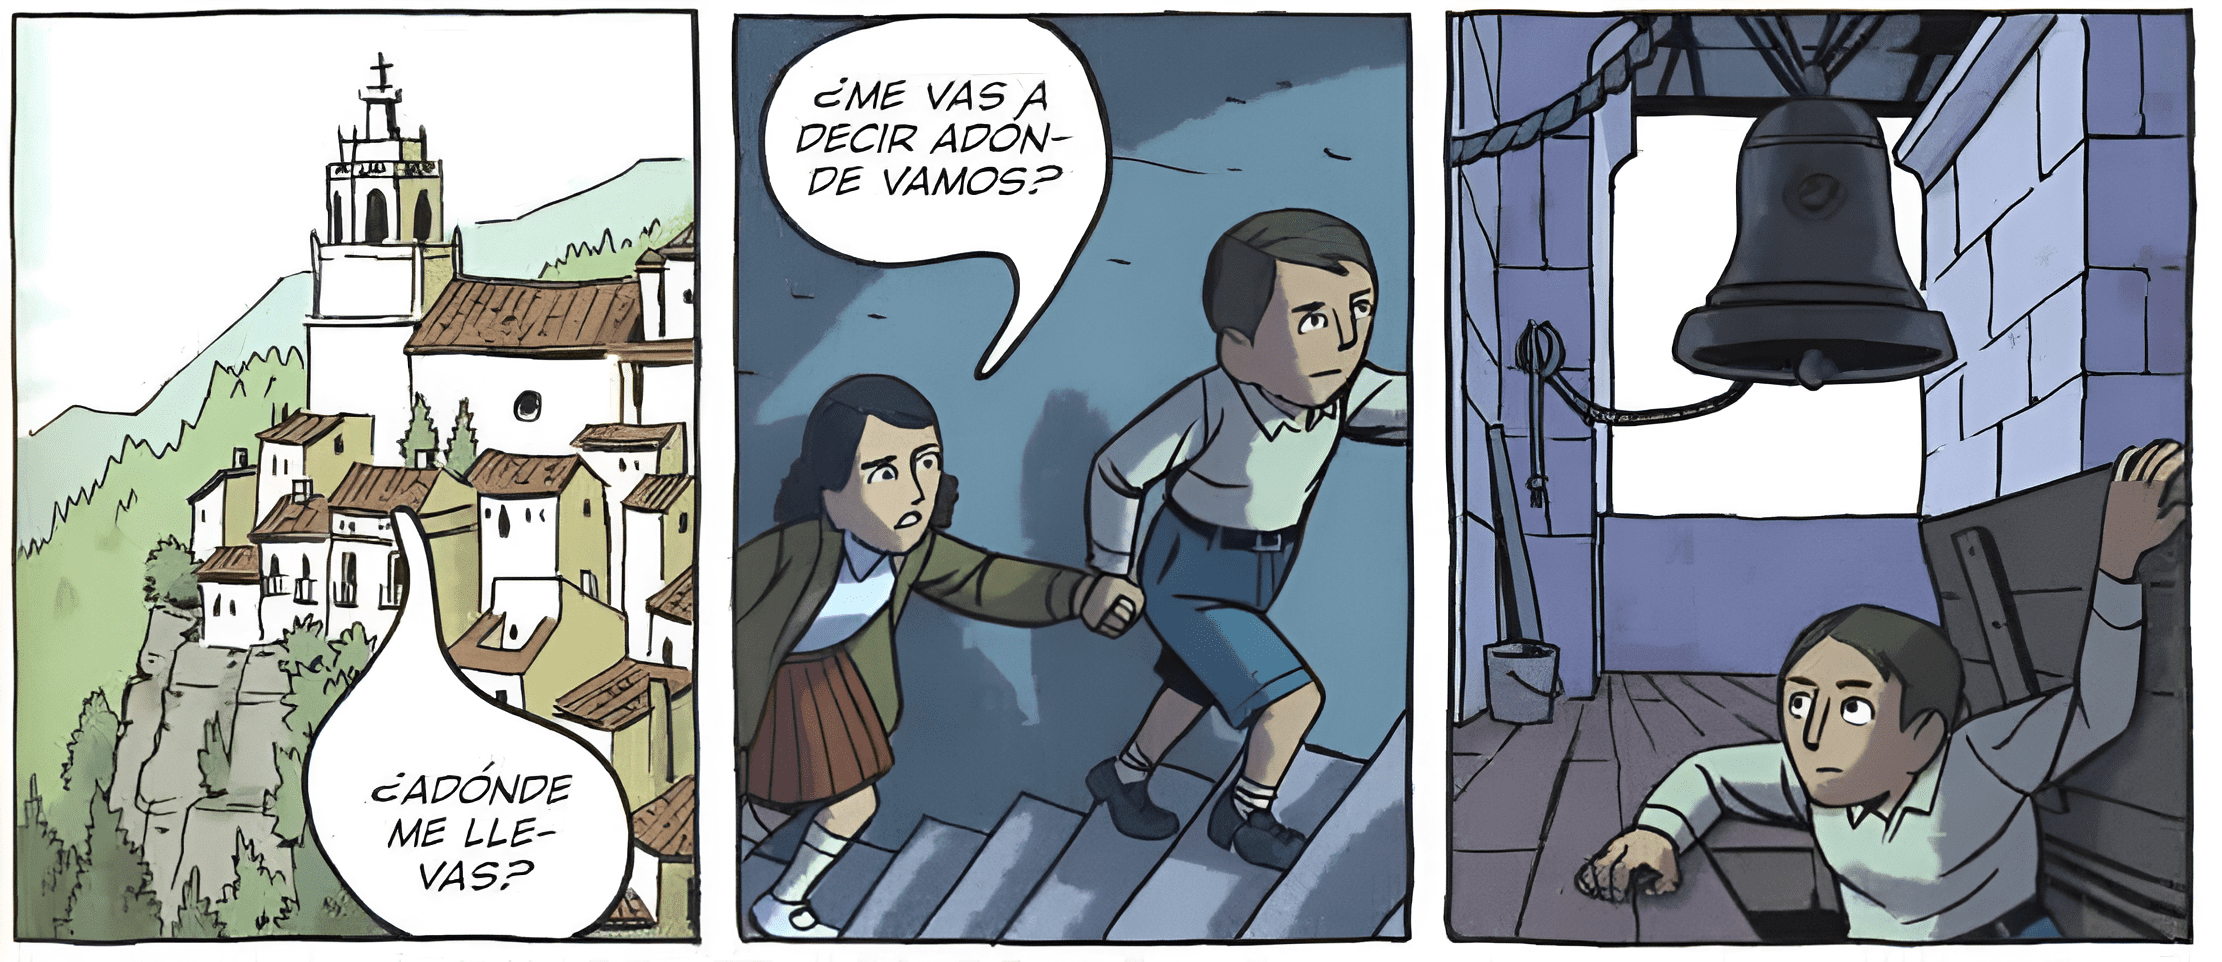 ¿ADÓNDE
ME LLE-
VAS?
¿ME VAS A
DECIR ADÓN-
DE VAMOS?